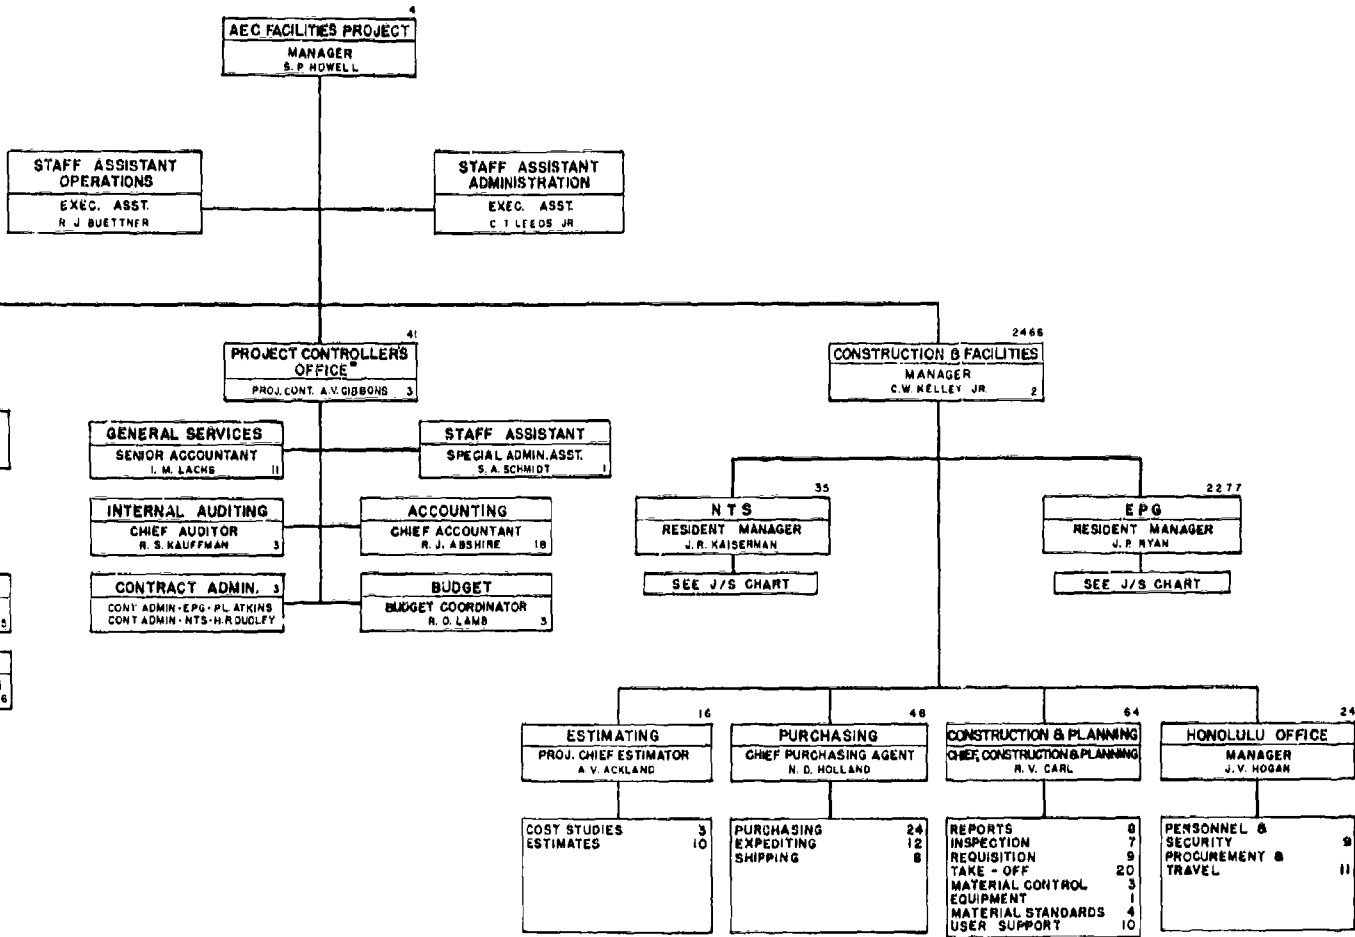 4
AEC FACILITIES PROJECT
MANAGER
S. P. HOWELL
STAFF ASSISTANT
OPERATIONS
EXEC. ASST.
R. J. BUETTNER
STAFF ASSISTANT
ADMINISTRATION
EXEC. ASST.
C. T. LEEDS JR
41
PROJECT CONTROLLER'S
OFFICE*
PROJ. CONT. A.V. GIBBONS 3
2466
CONSTRUCTION & FACILITIES
MANAGER
C.W. KELLEY JR. 2
GENERAL SERVICES
SENIOR ACCOUNTANT
I. M. LACHS 11
STAFF ASSISTANT
SPECIAL ADMIN. ASST.
S. A. SCHMIDT 1
INTERNAL AUDITING
CHIEF AUDITOR
R. S. KAUFFMAN 3
ACCOUNTING
CHIEF ACCOUNTANT
R. J. ABSHIRE 18
CONTRACT ADMIN. 3
CONT ADMIN - EPG - P.L. ATKINS
CONT ADMIN - NTS - H.R. DUDLEY
BUDGET
BUDGET COORDINATOR
R. O. LAMB 3
5
6
35
NTS
RESIDENT MANAGER
J. R. KAISERMAN
SEE J/S CHART
2277
EPG
RESIDENT MANAGER
J. P. RYAN
SEE J/S CHART
16
ESTIMATING
PROJ. CHIEF ESTIMATOR
A. V. ACKLAND
COST STUDIES 3
ESTIMATES 10
48
PURCHASING
CHIEF PURCHASING AGENT
N. D. HOLLAND
PURCHASING 24
EXPEDITING 12
SHIPPING 8
64
CONSTRUCTION & PLANNING
CHIEF, CONSTRUCTION & PLANNING
R. V. CARL
REPORTS 8
INSPECTION 7
REQUISITION 9
TAKE - OFF 20
MATERIAL CONTROL 3
EQUIPMENT 1
MATERIAL STANDARDS 4
USER SUPPORT 10
24
HONOLULU OFFICE
MANAGER
J. V. HOGAN
PERSONNEL &
SECURITY 9
PROCUREMENT &
TRAVEL 11